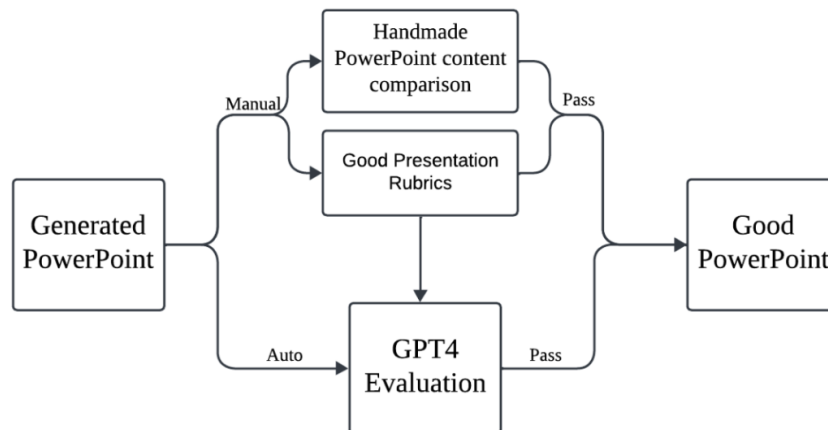 Handmade
PowerPoint content
comparison
Manual
Pass
Good Presentation
Rubrics
Generated
PowerPoint
Good
PowerPoint
Auto
GPT4
Evaluation
Pass